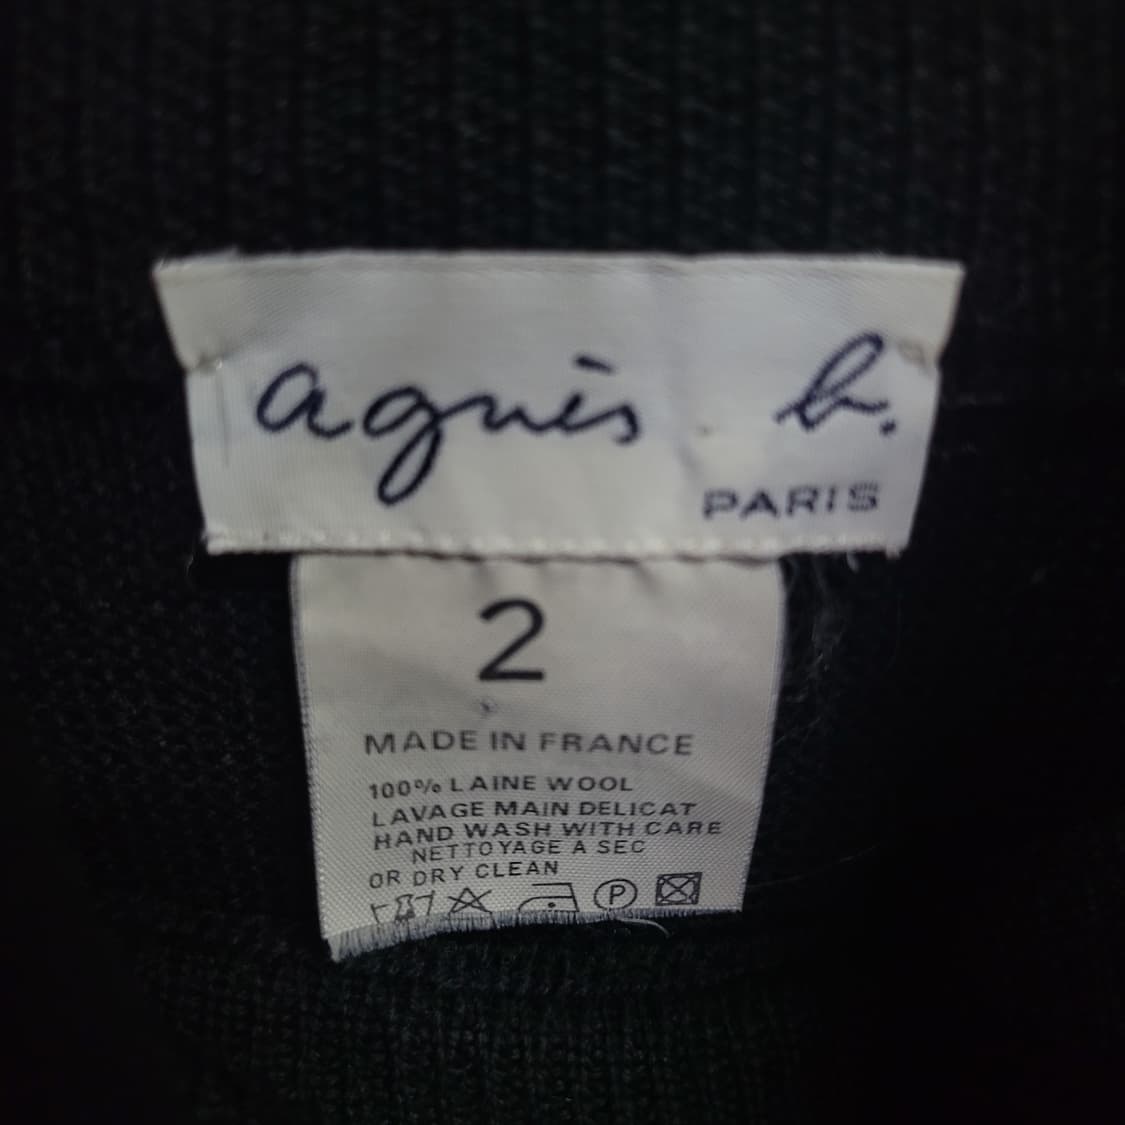 agnès b.
PARIS
2
MADE IN FRANCE
100% LAINE WOOL
LAVAGE MAIN DELICAT
HAND WASH WITH CARE
NETTOYAGE A SEC
OR DRY CLEAN
P